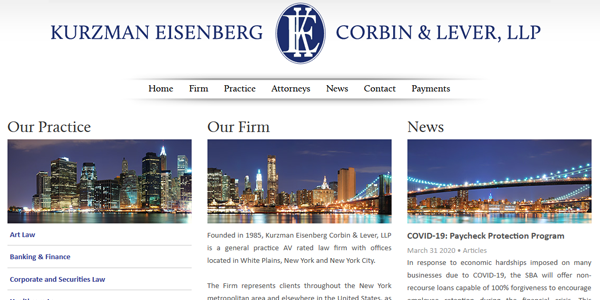 KURZMAN EISENBERG KE CORBIN & LEVER, LLP
Home Firm Practice Attorneys News Contact Payments
Our Practice
Art Law
Banking & Finance
Corporate and Securities Law
Our Firm
Founded in 1985, Kurzman Eisenberg Corbin & Lever, LLP
is a general practice AV rated law firm with offices
located in White Plains, New York and New York City.
The Firm represents clients throughout the New York
metropolitan area and elsewhere in the United States, as
News
COVID-19: Paycheck Protection Program
March 31 2020 • Articles
In response to economic hardships imposed on many
businesses due to COVID-19, the SBA will offer non-
recourse loans capable of 100% forgiveness to encourage